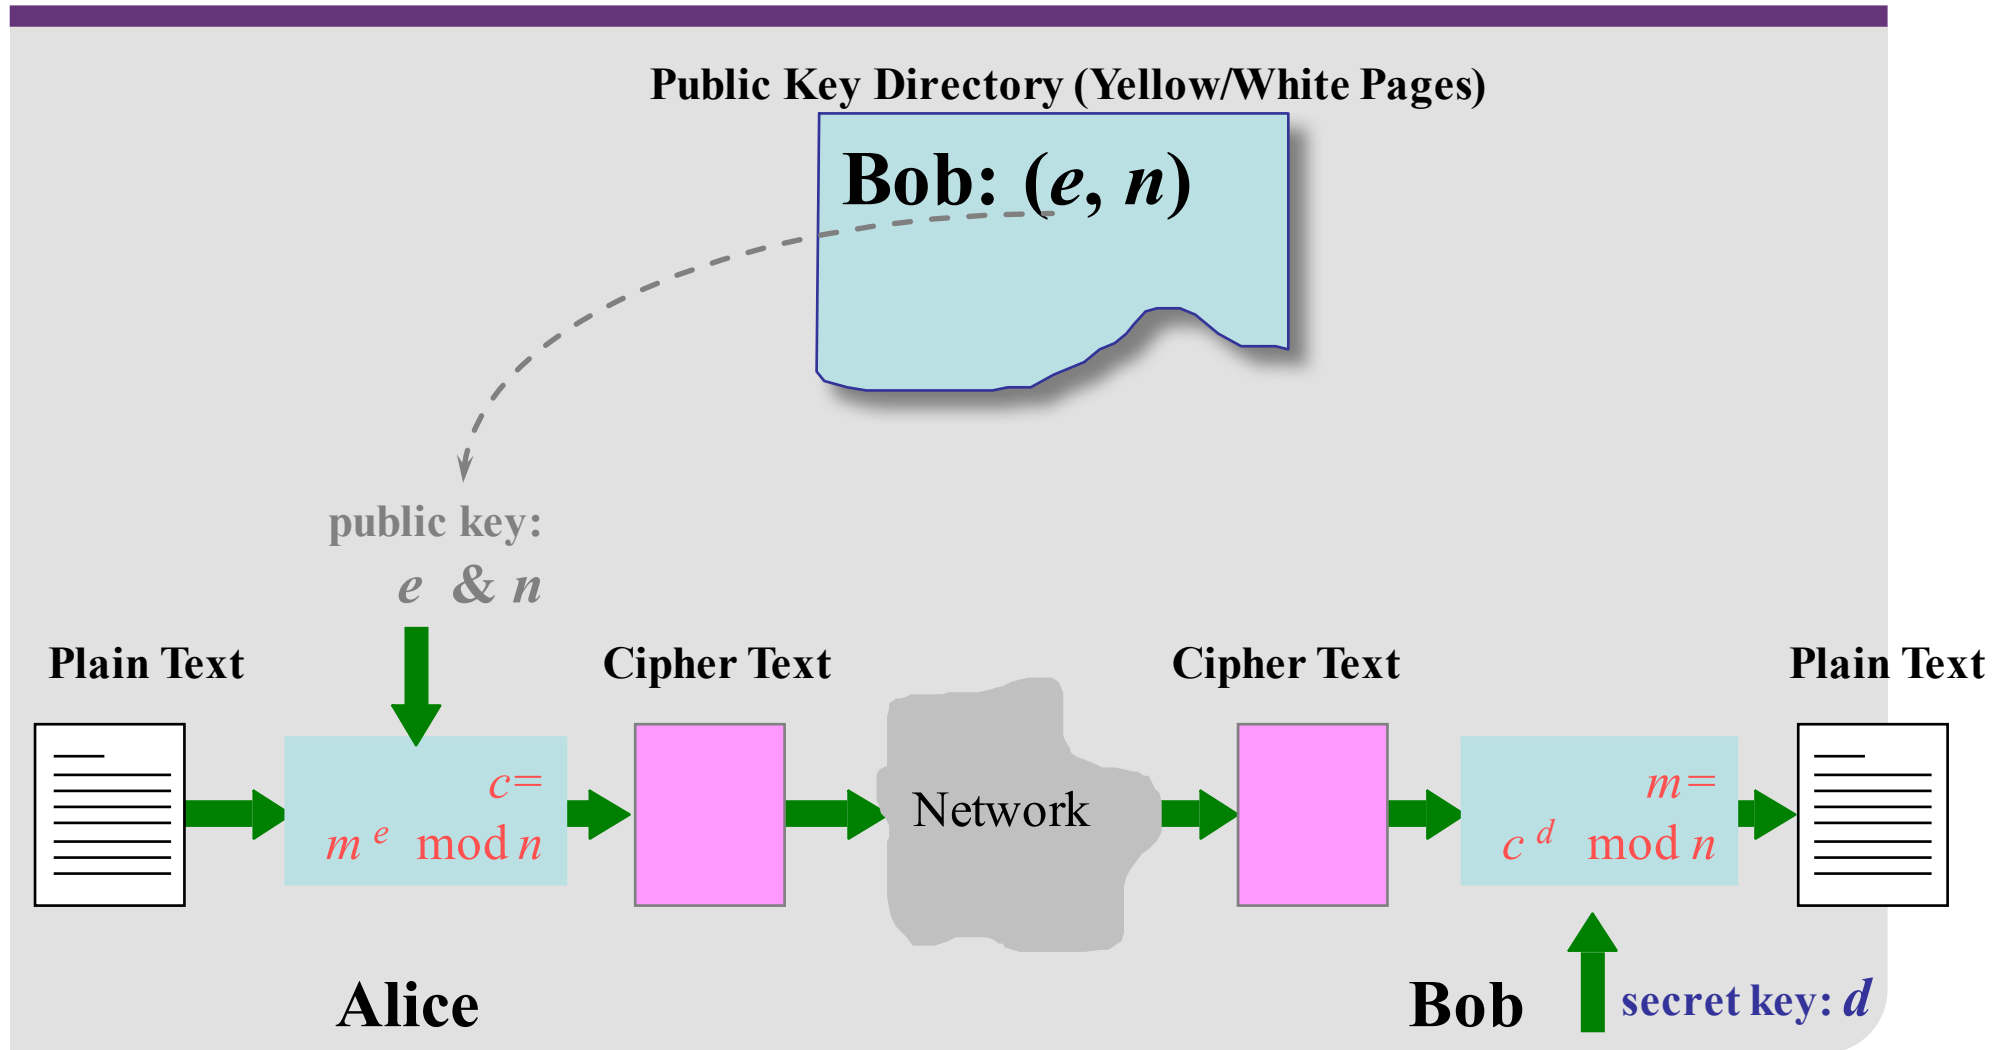 Public Key Directory (Yellow/White Pages)
Bob: (e, n)
public key:
e & n
Plain Text
Cipher Text
Cipher Text
Plain Text
c=
m e mod n
Network
m=
c d mod n
Alice
Bob
secret key: d